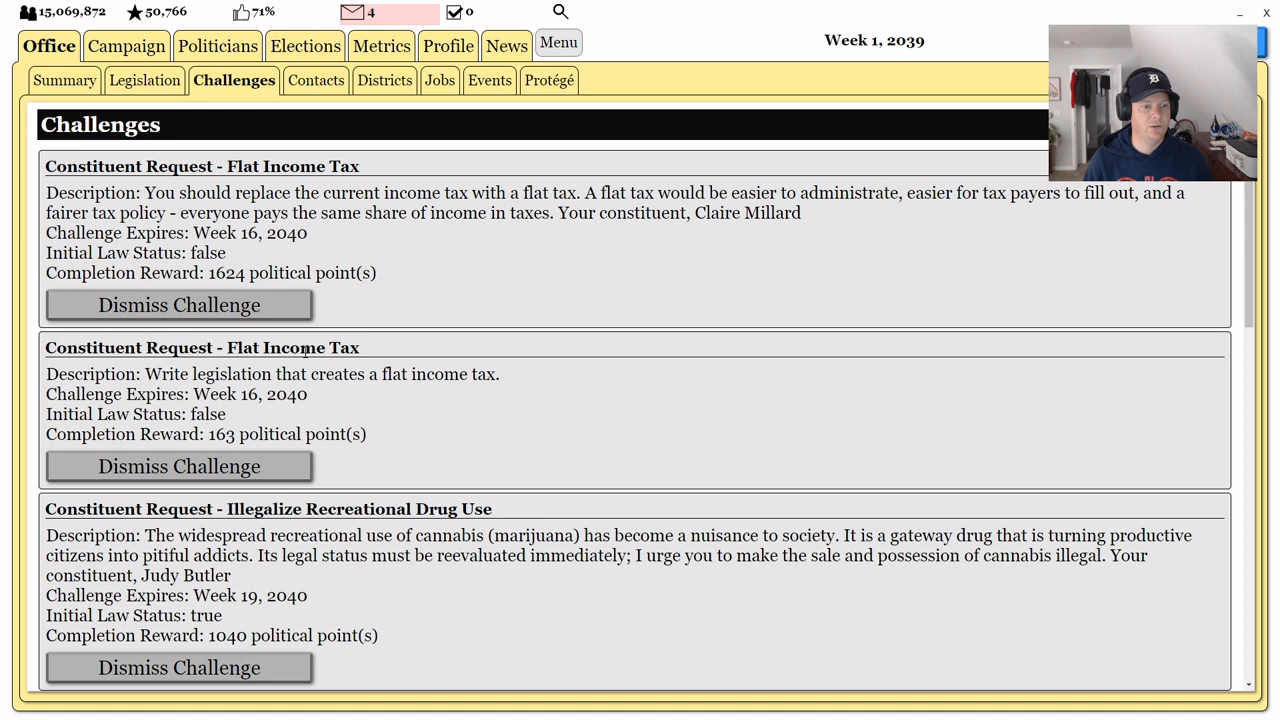 15,069,872 50,766 71% 4 0
_ X
Office Campaign Politicians Elections Metrics Profile News Menu Week 1, 2039
Summary Legislation Challenges Contacts Districts Jobs Events Protégé
Challenges
Constituent Request - Flat Income Tax
Description: You should replace the current income tax with a flat tax. A flat tax would be easier to administrate, easier for tax payers to fill out, and a
fairer tax policy - everyone pays the same share of income in taxes. Your constituent, Claire Millard
Challenge Expires: Week 16, 2040
Initial Law Status: false
Completion Reward: 1624 political point(s)
Dismiss Challenge
Constituent Request - Flat Income Tax
Description: Write legislation that creates a flat income tax.
Challenge Expires: Week 16, 2040
Initial Law Status: false
Completion Reward: 163 political point(s)
Dismiss Challenge
Constituent Request - Illegalize Recreational Drug Use
Description: The widespread recreational use of cannabis (marijuana) has become a nuisance to society. It is a gateway drug that is turning productive
citizens into pitiful addicts. Its legal status must be reevaluated immediately; I urge you to make the sale and possession of cannabis illegal. Your
constituent, Judy Butler
Challenge Expires: Week 19, 2040
Initial Law Status: true
Completion Reward: 1040 political point(s)
Dismiss Challenge